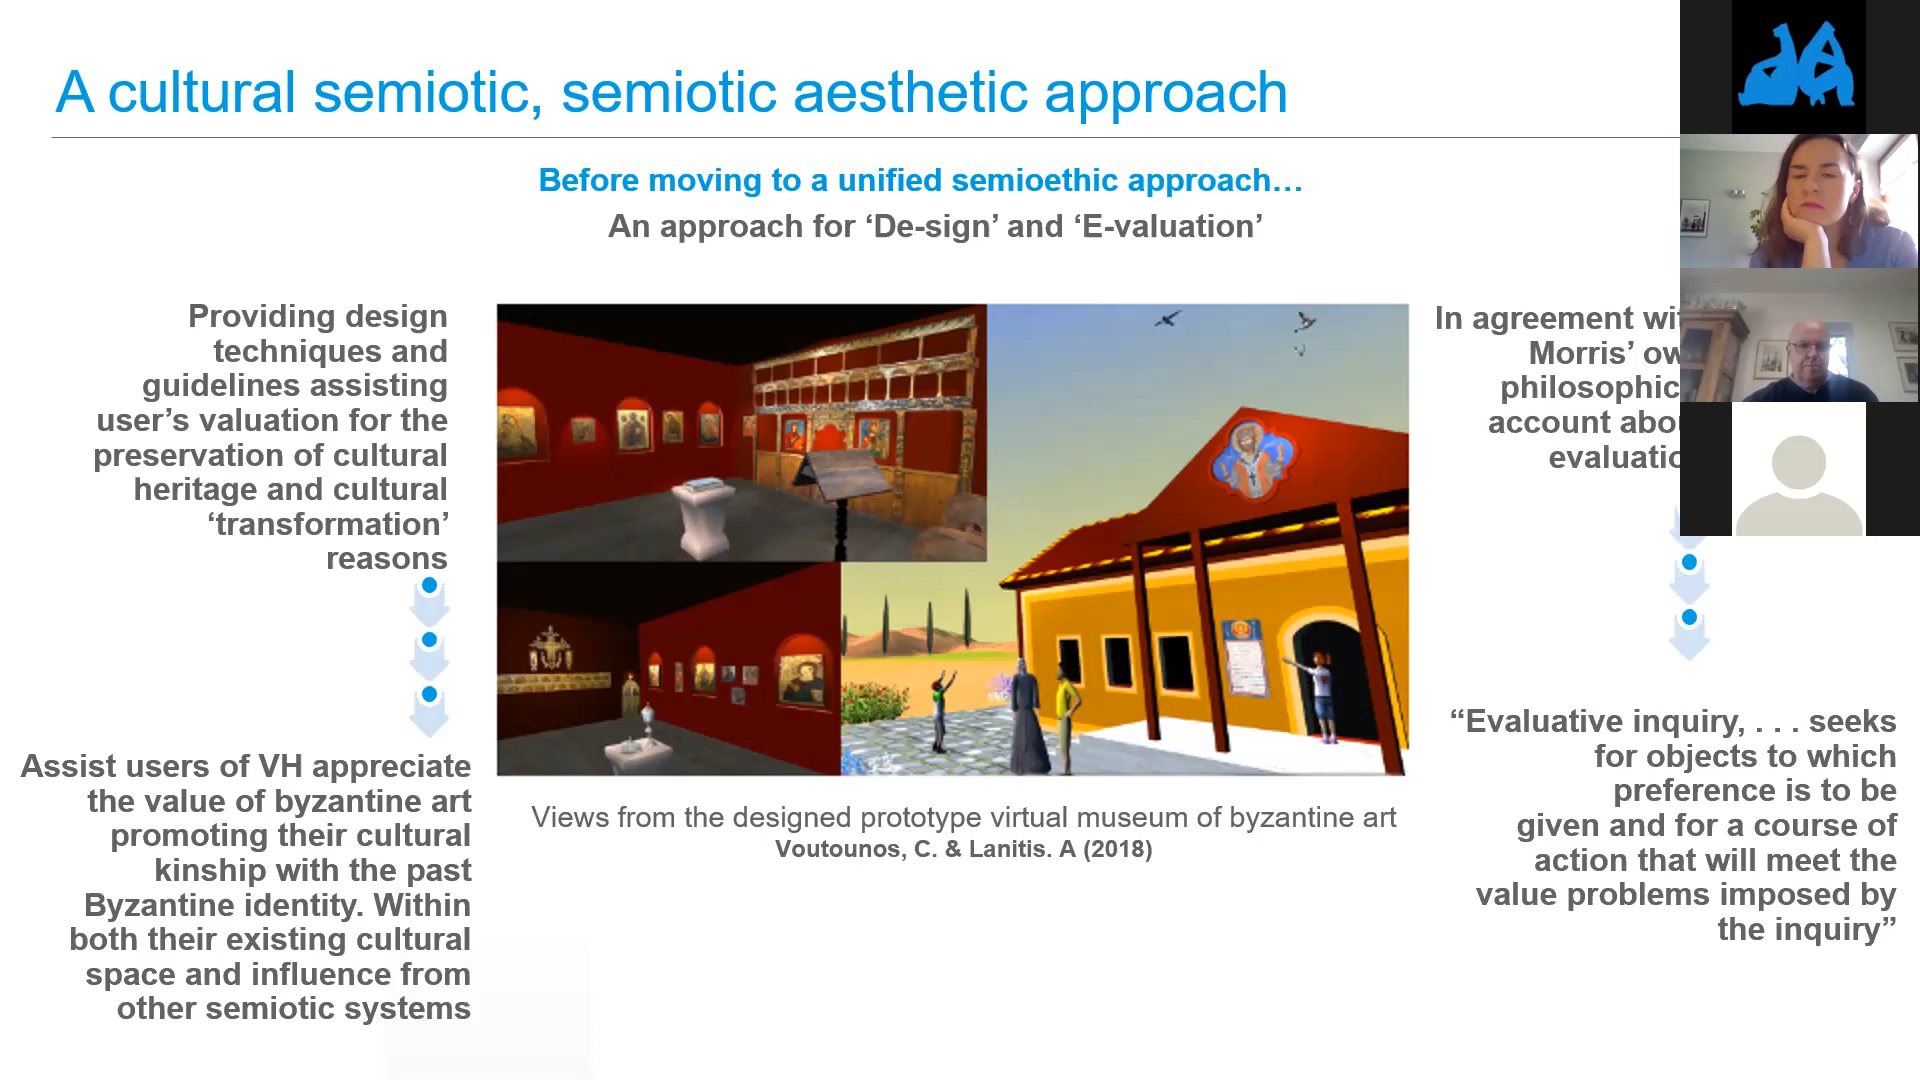 A cultural semiotic, semiotic aesthetic approach
Before moving to a unified semioethic approach…
An approach for ‘De-sign’ and ‘E-valuation’
Providing design
techniques and
guidelines assisting
user’s valuation for the
preservation of cultural
heritage and cultural
‘transformation’
reasons
Assist users of VH appreciate
the value of byzantine art
promoting their cultural
kinship with the past
Byzantine identity. Within
both their existing cultural
space and influence from
other semiotic systems
Views from the designed prototype virtual museum of byzantine art
Voutounos, C. & Lanitis. A (2018)
In agreement
Morris’
account
“Evaluative inquiry, . . . seeks
for objects to which
preference is to be
given and for a course of
action that will meet the
value problems imposed by
the inquiry”